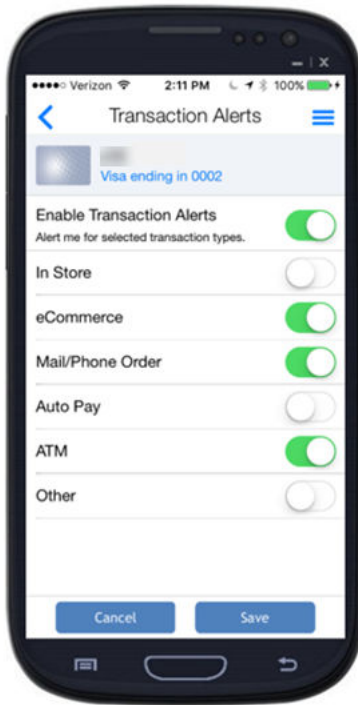 Verizon 2:11 PM 100%
Transaction Alerts
Visa ending in 0002
Enable Transaction Alerts
Alert me for selected transaction types.
In Store
eCommerce
Mail/Phone Order
Auto Pay
ATM
Other
Cancel Save